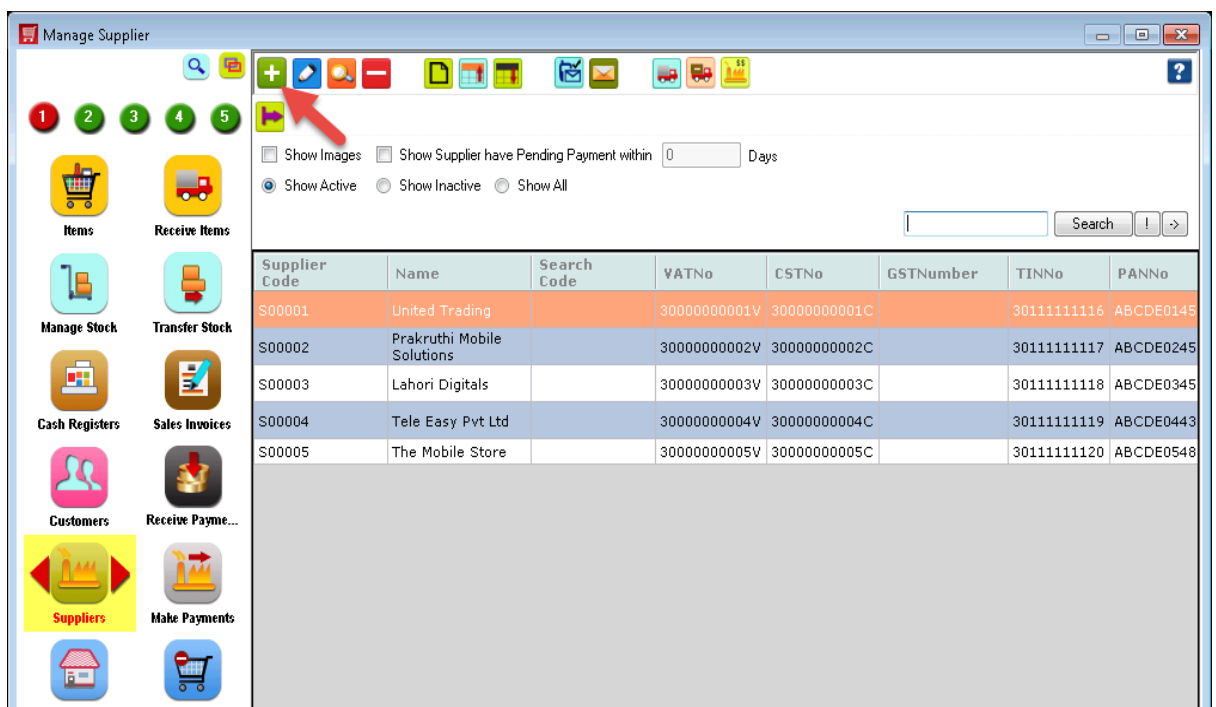 Manage Supplier
?
1 2 3 4 5
$$
Show Images Show Supplier have Pending Payment within 0 Days
Show Active Show Inactive Show All
Search ! ->
Items Receive Items
Manage Stock Transfer Stock
Cash Registers Sales Invoices
Customers Receive Payme...
Suppliers Make Payments
Supplier Code Name Search Code VATNo CSTNo GSTNumber TINNo PANNo
S00001 United Trading 30000000001V 30000000001C 30111111116 ABCDE0145
S00002 Prakruthi Mobile Solutions 30000000002V 30000000002C 30111111117 ABCDE0245
S00003 Lahori Digitals 30000000003V 30000000003C 30111111118 ABCDE0345
S00004 Tele Easy Pvt Ltd 30000000004V 30000000004C 30111111119 ABCDE0443
S00005 The Mobile Store 30000000005V 30000000005C 30111111120 ABCDE0548